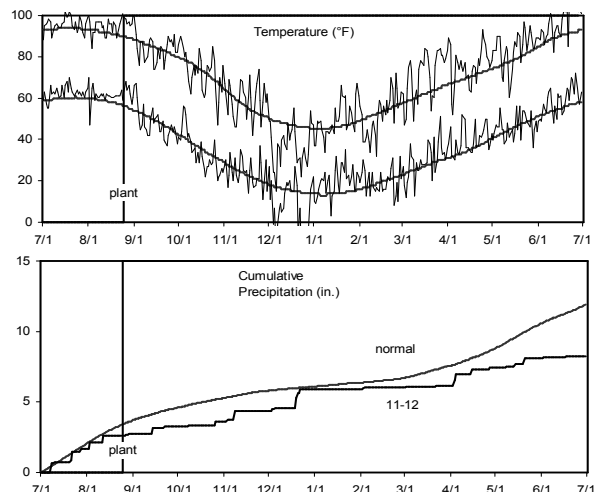 100
80
60
40
20
0
Temperature (°F)
plant
7/1 8/1 9/1 10/1 11/1 12/1 1/1 2/1 3/1 4/1 5/1 6/1 7/1
15
10
5
0
Cumulative
Precipitation (in.)
normal
11-12
plant
7/1 8/1 9/1 10/1 11/1 12/1 1/1 2/1 3/1 4/1 5/1 6/1 7/1